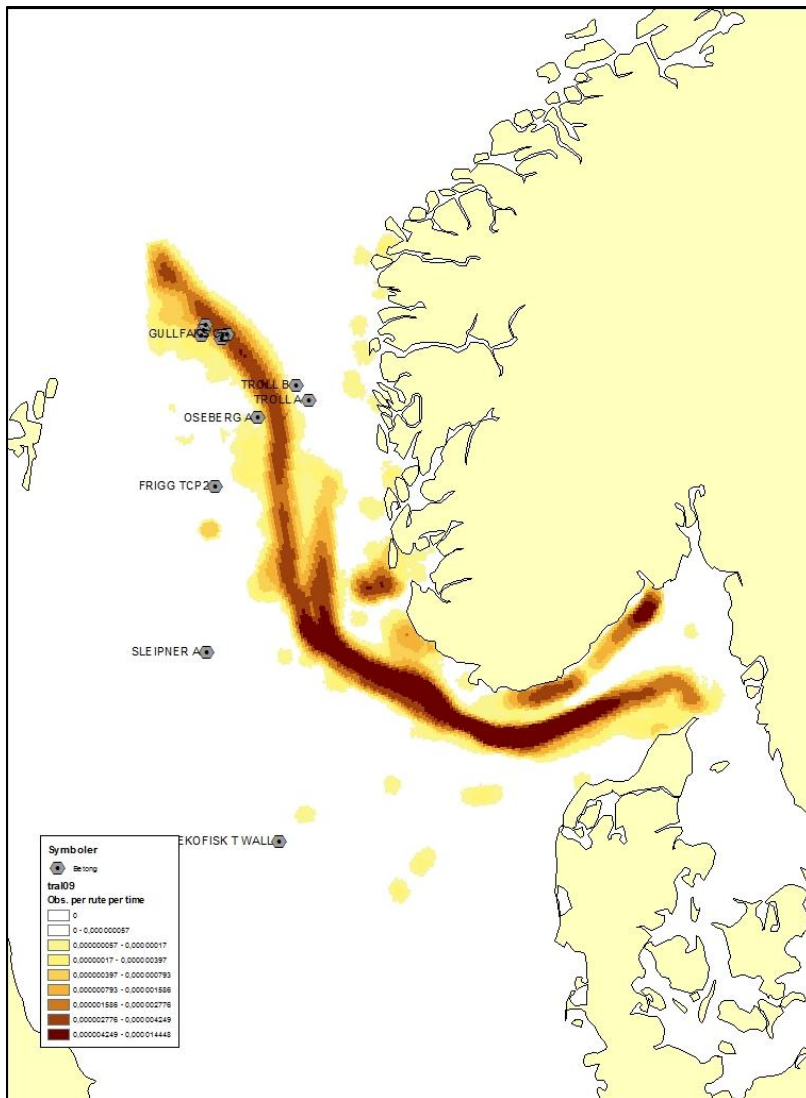 GULLFAKS C
TROLL B
TROLL A
OSEBERG A
FRIGG TCP2
SLEIPNER A
EKOFISK T WALL
Symboler
Betong
tral09
Obs. per rute per time
0
0 - 0,000000057
0,000000057 - 0,00000017
0,00000017 - 0,000000397
0,000000397 - 0,000000793
0,000000793 - 0,000001586
0,000001586 - 0,000002776
0,000002776 - 0,000004249
0,000004249 - 0,000014448